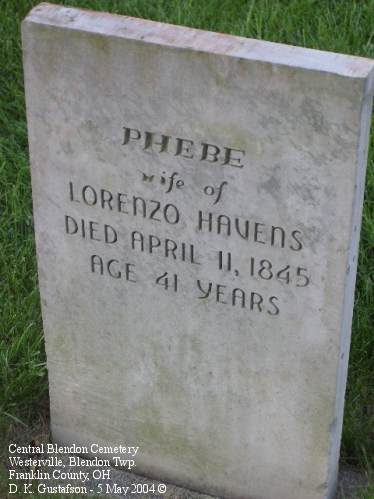 PHEBE
wife of
LORENZO HAVENS
DIED APRIL 11, 1845
AGE 41 YEARS
Central Blendon Cemetery
Westerville, Blendon Twp.
Franklin County, OH.
D. K. Gustafson - 5 May 2004 ©